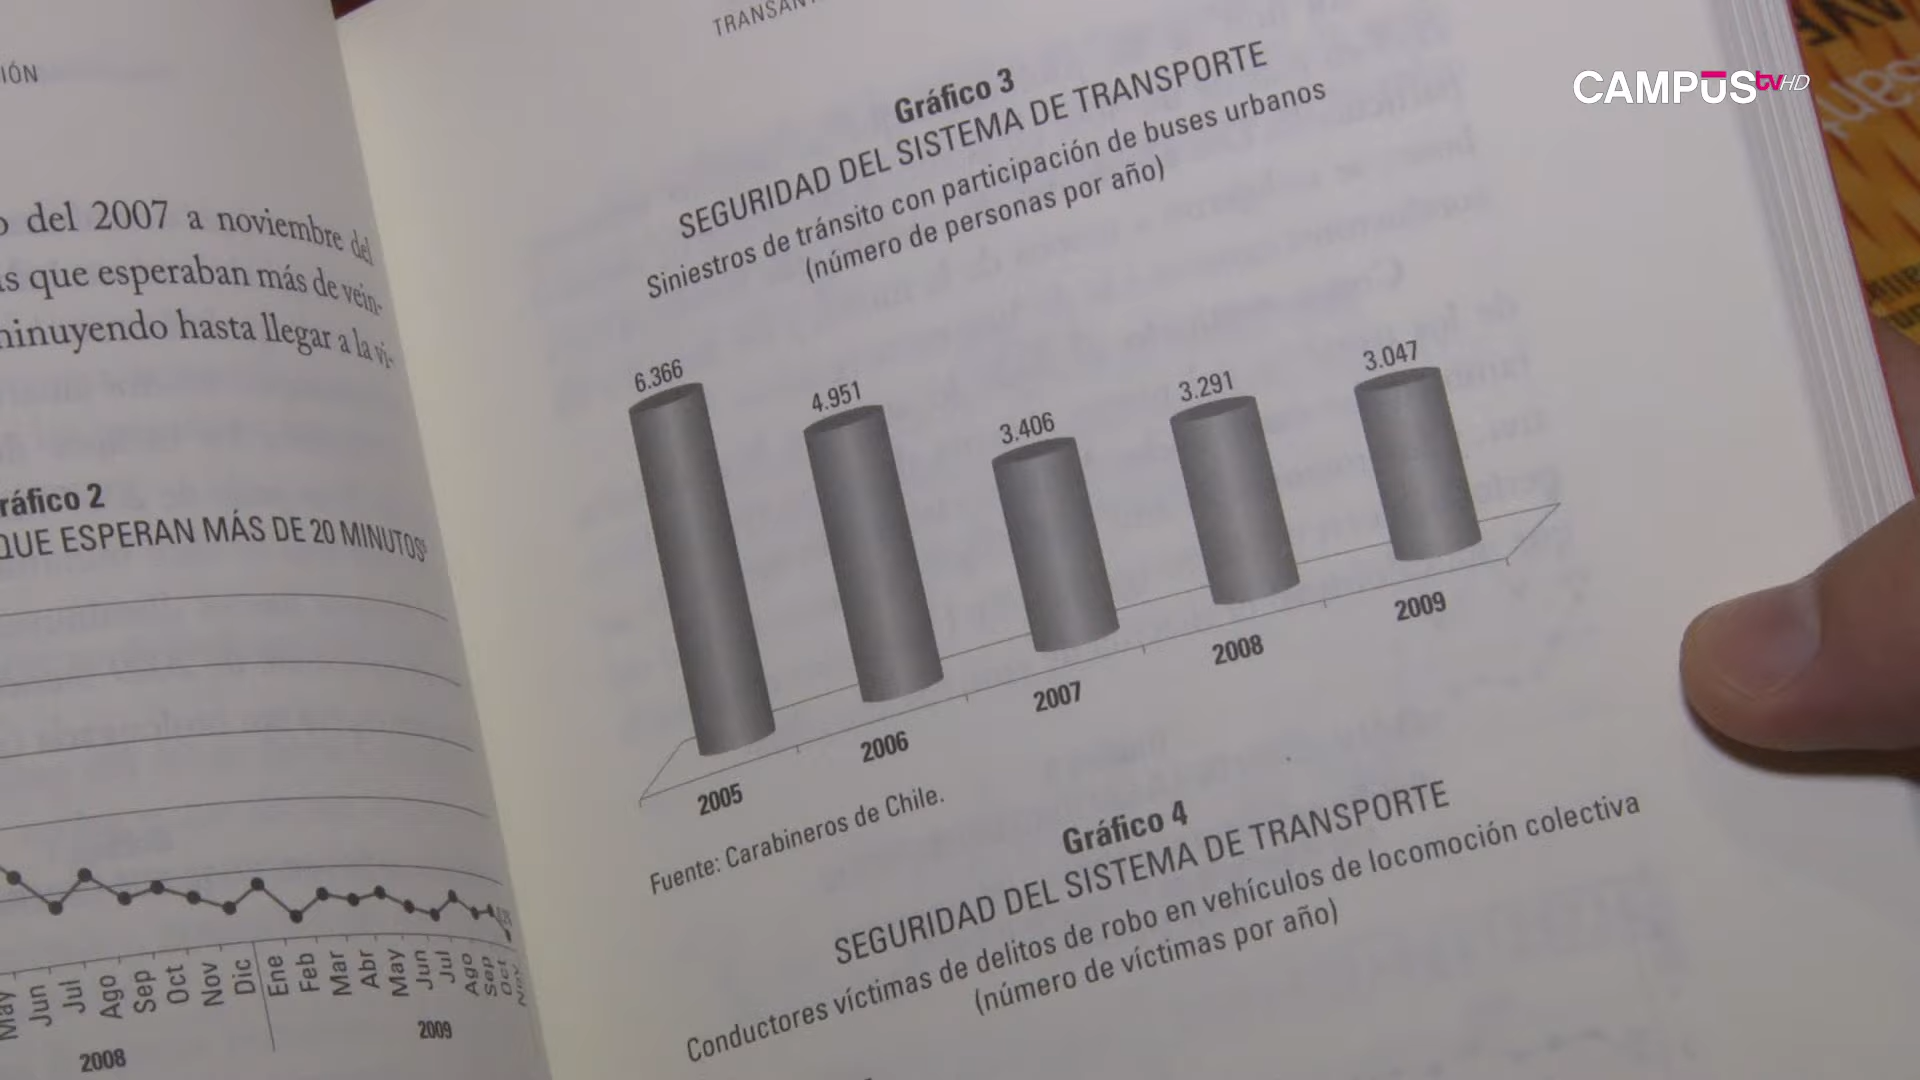 IÓN
del 2007 a noviembre del
que esperaban más de vein-
hasta llegar a la vi-
ráfico 2
QUE ESPERAN MÁS DE 20 MINUTOS
May Jun Jul Ago Sep Oct Nov Dic Ene Feb Mar Abr May Jun Jul Ago Sep Oct
2008 2009
TRANSAN
Gráfico 3
SEGURIDAD DEL SISTEMA DE TRANSPORTE
Siniestros de tránsito con participación de buses urbanos
(número de personas por año)
6.366 4.951 3.406 3.291 3.047
2005 2006 2007 2008 2009
Fuente: Carabineros de Chile.
Gráfico 4
SEGURIDAD DEL SISTEMA DE TRANSPORTE
Conductores víctimas de delitos de robo en vehículos de locomoción colectiva
(número de víctimas por año)
CAMPUS tv HD